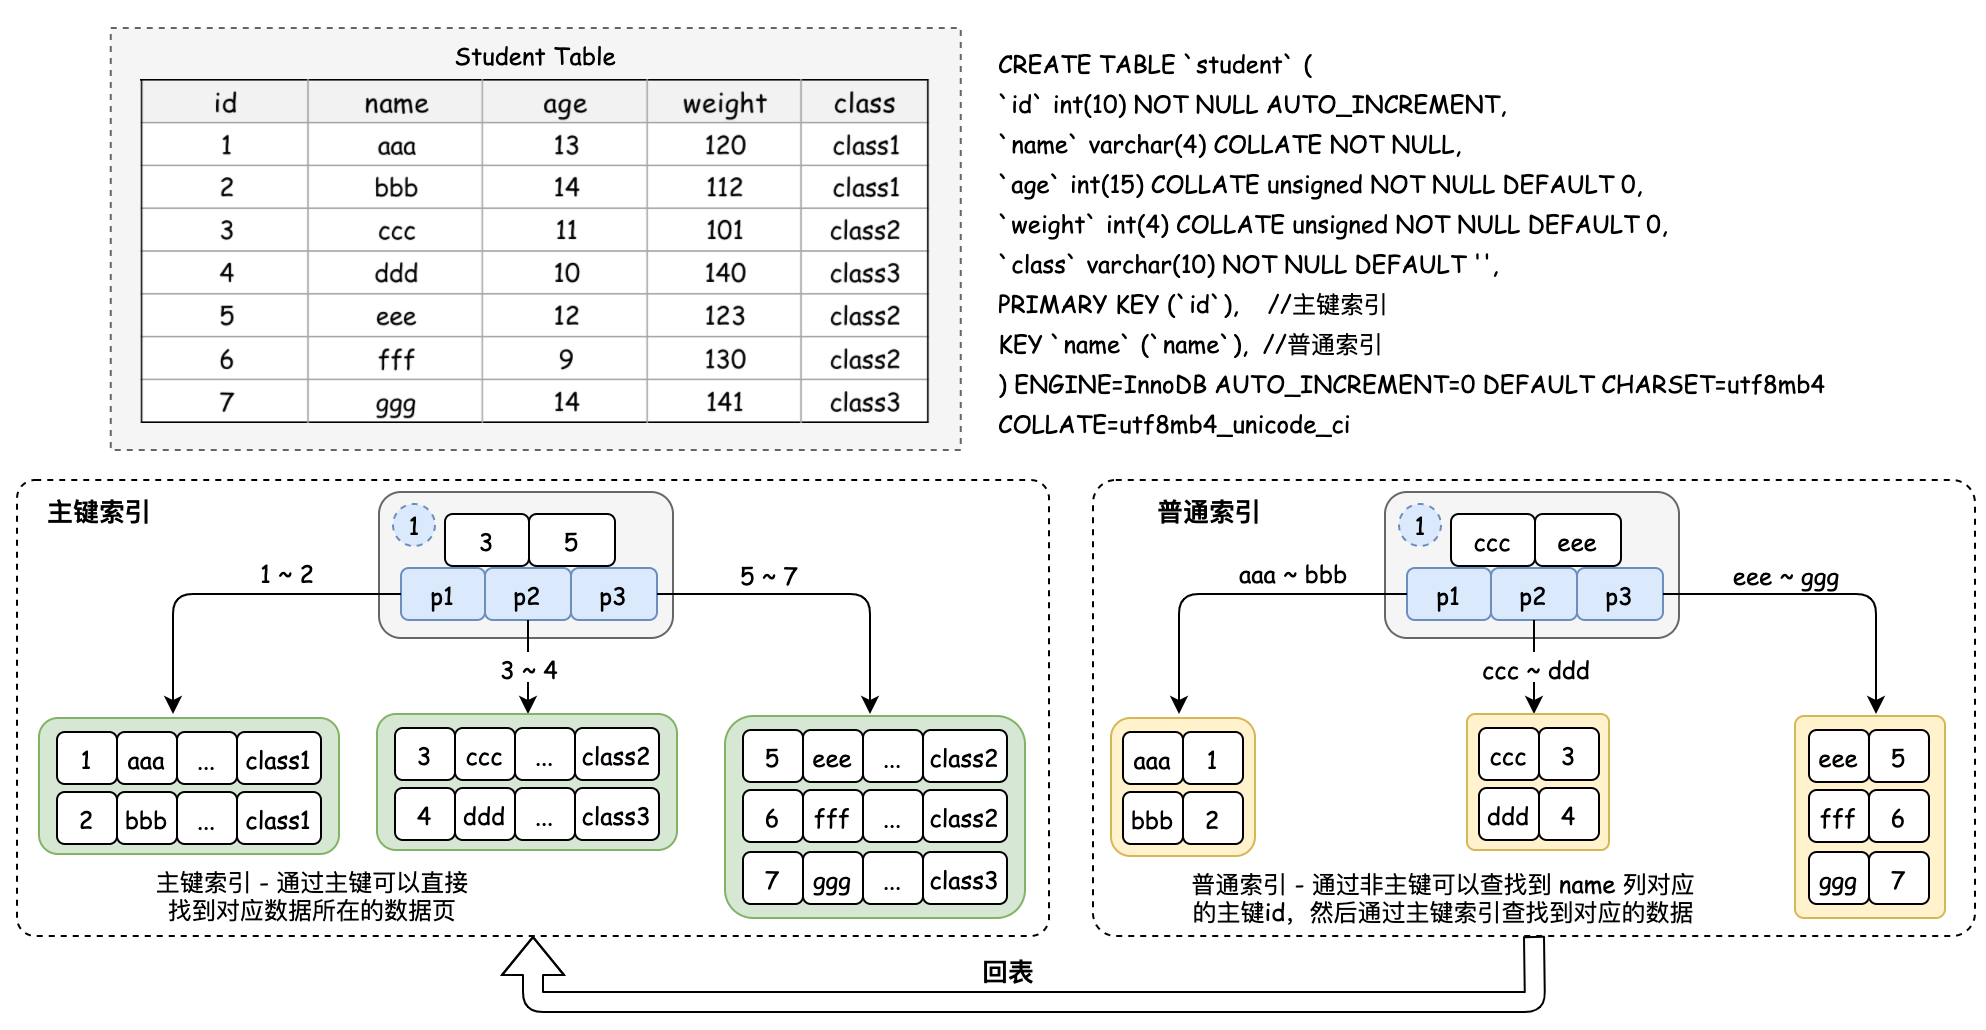 Student Table
id name age weight class
1 aaa 13 120 class1
2 bbb 14 112 class1
3 ccc 11 101 class2
4 ddd 10 140 class3
5 eee 12 123 class2
6 fff 9 130 class2
7 ggg 14 141 class3
CREATE TABLE `student` (
`id` int(10) NOT NULL AUTO_INCREMENT,
`name` varchar(4) COLLATE NOT NULL,
`age` int(15) COLLATE unsigned NOT NULL DEFAULT 0,
`weight` int(4) COLLATE unsigned NOT NULL DEFAULT 0,
`class` varchar(10) NOT NULL DEFAULT '',
PRIMARY KEY (`id`), //主键索引
KEY `name` (`name`), //普通索引
) ENGINE=InnoDB AUTO_INCREMENT=0 DEFAULT CHARSET=utf8mb4
COLLATE=utf8mb4_unicode_ci
主键索引
1
3 5
p1 p2 p3
1 ~ 2
3 ~ 4
5 ~ 7
1 aaa ... class1
2 bbb ... class1
3 ccc ... class2
4 ddd ... class3
5 eee ... class2
6 fff ... class2
7 ggg ... class3
主键索引 - 通过主键可以直接
找到对应数据所在的数据页
普通索引
1
ccc eee
p1 p2 p3
aaa ~ bbb
ccc ~ ddd
eee ~ ggg
aaa 1
bbb 2
ccc 3
ddd 4
eee 5
fff 6
ggg 7
普通索引 - 通过非主键可以查找到 name 列对应
的主键id，然后通过主键索引查找到对应的数据
回表